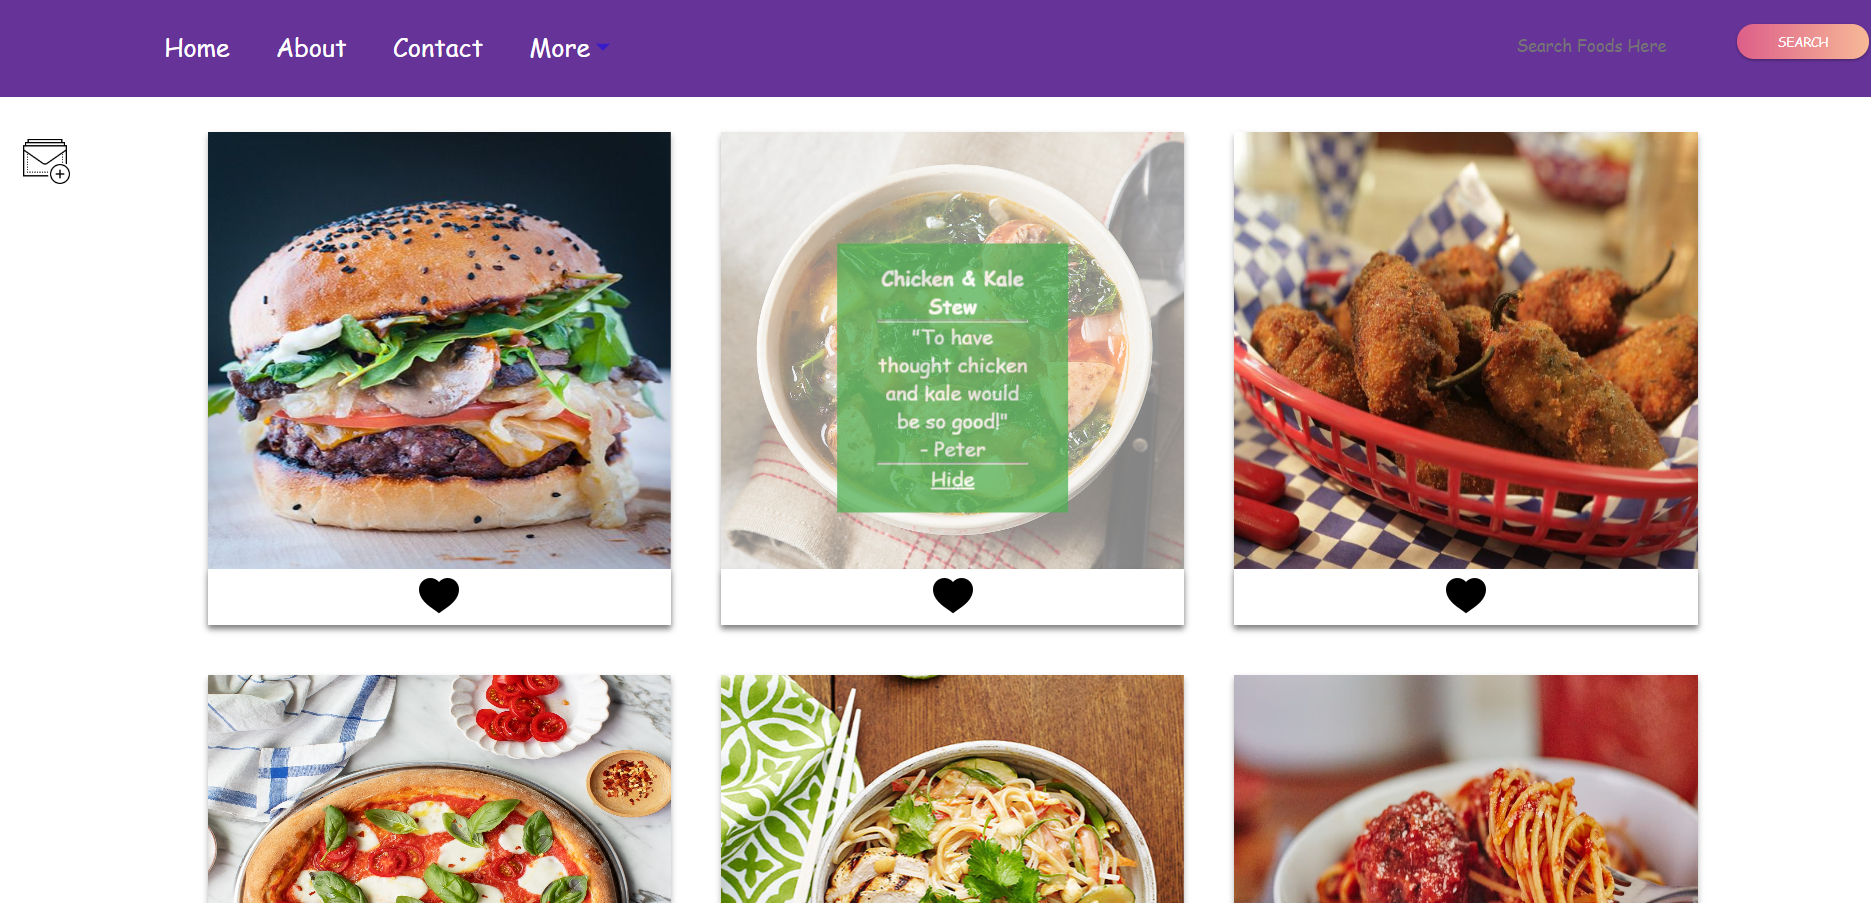 Home About Contact More
Search Foods Here
SEARCH
Chicken & Kale
Stew
"To have
thought chicken
and kale would
be so good!"
- Peter
Hide